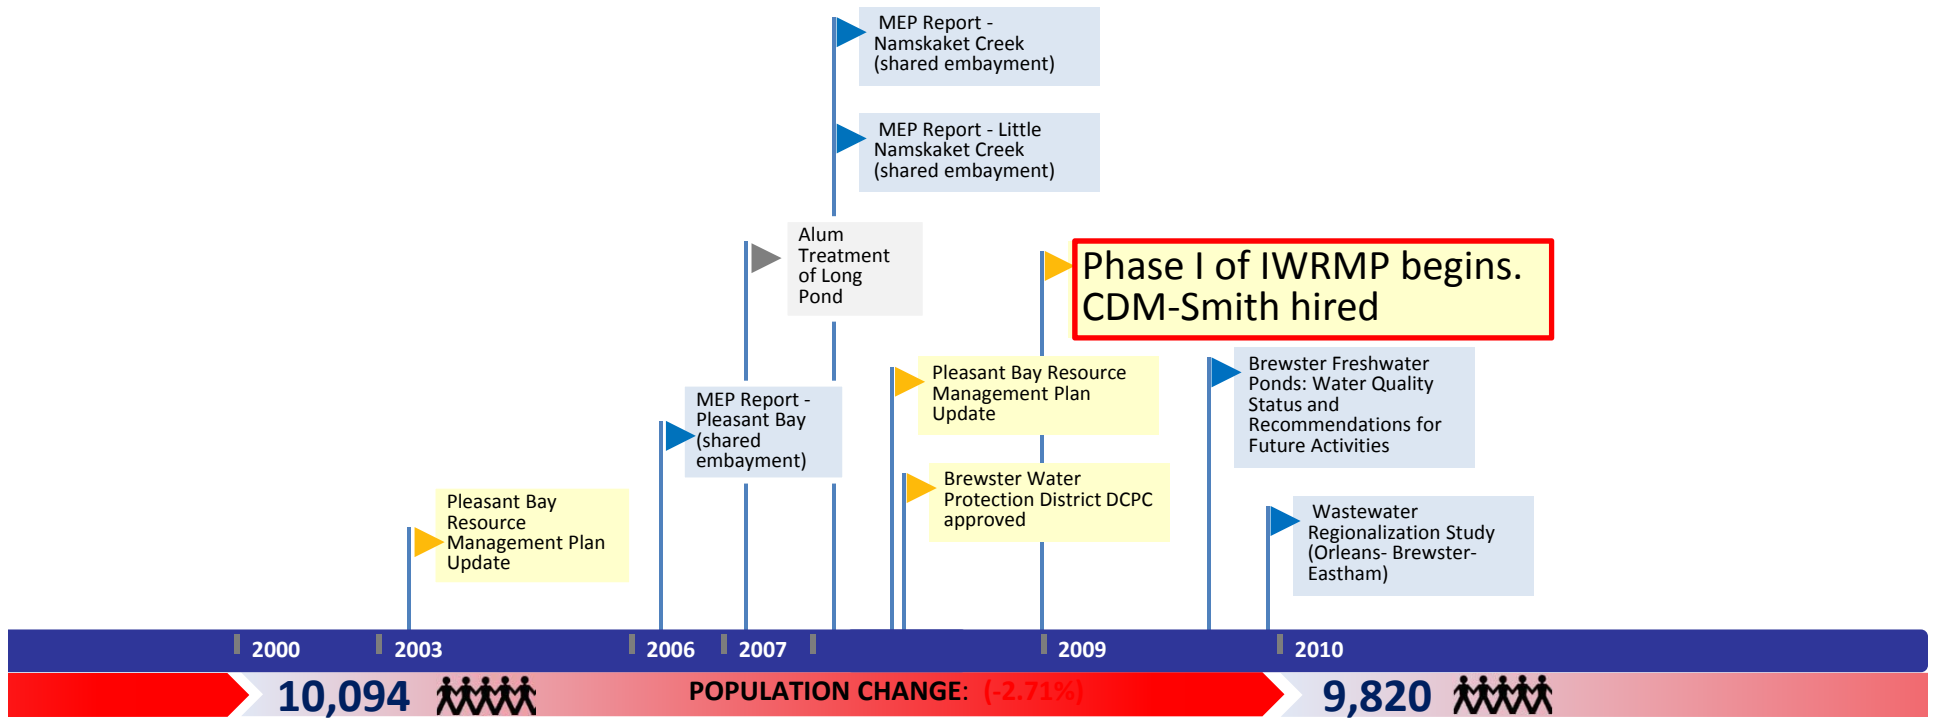 MEP Report -
Namskaket Creek
(shared embayment)
MEP Report - Little
Namskaket Creek
(shared embayment)
Alum
Treatment
of Long
Pond
Phase I of IWRMP begins.
CDM-Smith hired
MEP Report -
Pleasant Bay
(shared
embayment)
Pleasant Bay Resource
Management Plan
Update
Brewster Freshwater
Ponds: Water Quality
Status and
Recommendations for
Future Activities
Pleasant Bay
Resource
Management Plan
Update
Brewster Water
Protection District DCPC
approved
Wastewater
Regionalization Study
(Orleans- Brewster-
Eastham)
2000 2003 2006 2007 2009 2010
10,094 POPULATION CHANGE: (-2.71%) 9,820